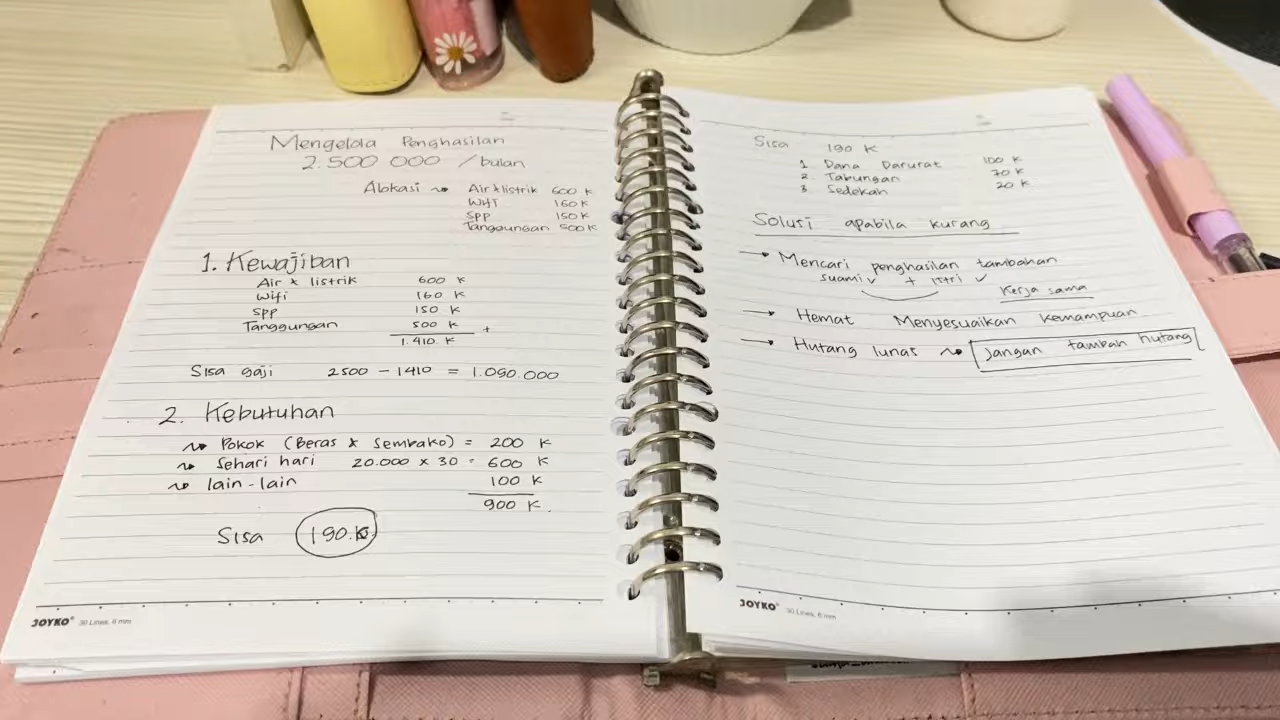 Mengelola Penghasilan
2.500 000 /bulan
Alokasi Air & listrik 600 K
Wifi 160 K
SPP 150 K
Tanggungan 500 K
1. Kewajiban
Air & listrik 600 K
Wifi 160 K
SPP 150 K
Tanggungan 500 K +
1.410 K
Sisa gaji 2500 - 1410 = 1.090.000
2. Kebutuhan
Pokok (Beras & Sembako) = 200 K
Sehari hari 20.000 x 30 = 600 K
lain-lain 100 K
900 K.
Sisa 190 K
JOYKO® 30 Lines, 6 mm
Sisa 190 K
1 Dana Darurat 100 K
2. Tabungan 70 K
3 Sedekah 20 K
Solusi apabila kurang
→ Mencari penghasilan tambahan
suami ✓ + istri ✓
Kerja sama
→ Hemat Menyesuaikan Kemampuan
→ Hutang lunas Jangan tambah hutang
JOYKO® 30 Lines, 6 mm